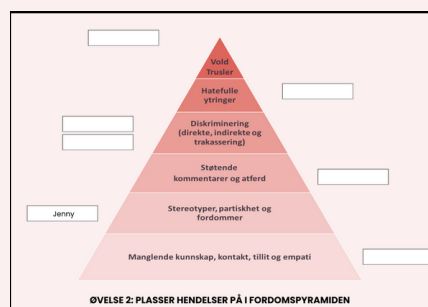 Vold
Trusler
Hatefulle
ytringer
Diskriminering
(direkte, indirekte og
trakassering)
Støtende
kommentarer og atferd
Jenny
Stereotyper, partiskhet og
fordommer
Manglende kunnskap, kontakt, tillit og empati
ØVELSE 2: PLASSER HENDELSER PÅ I FORDOMSPYRAMIDEN